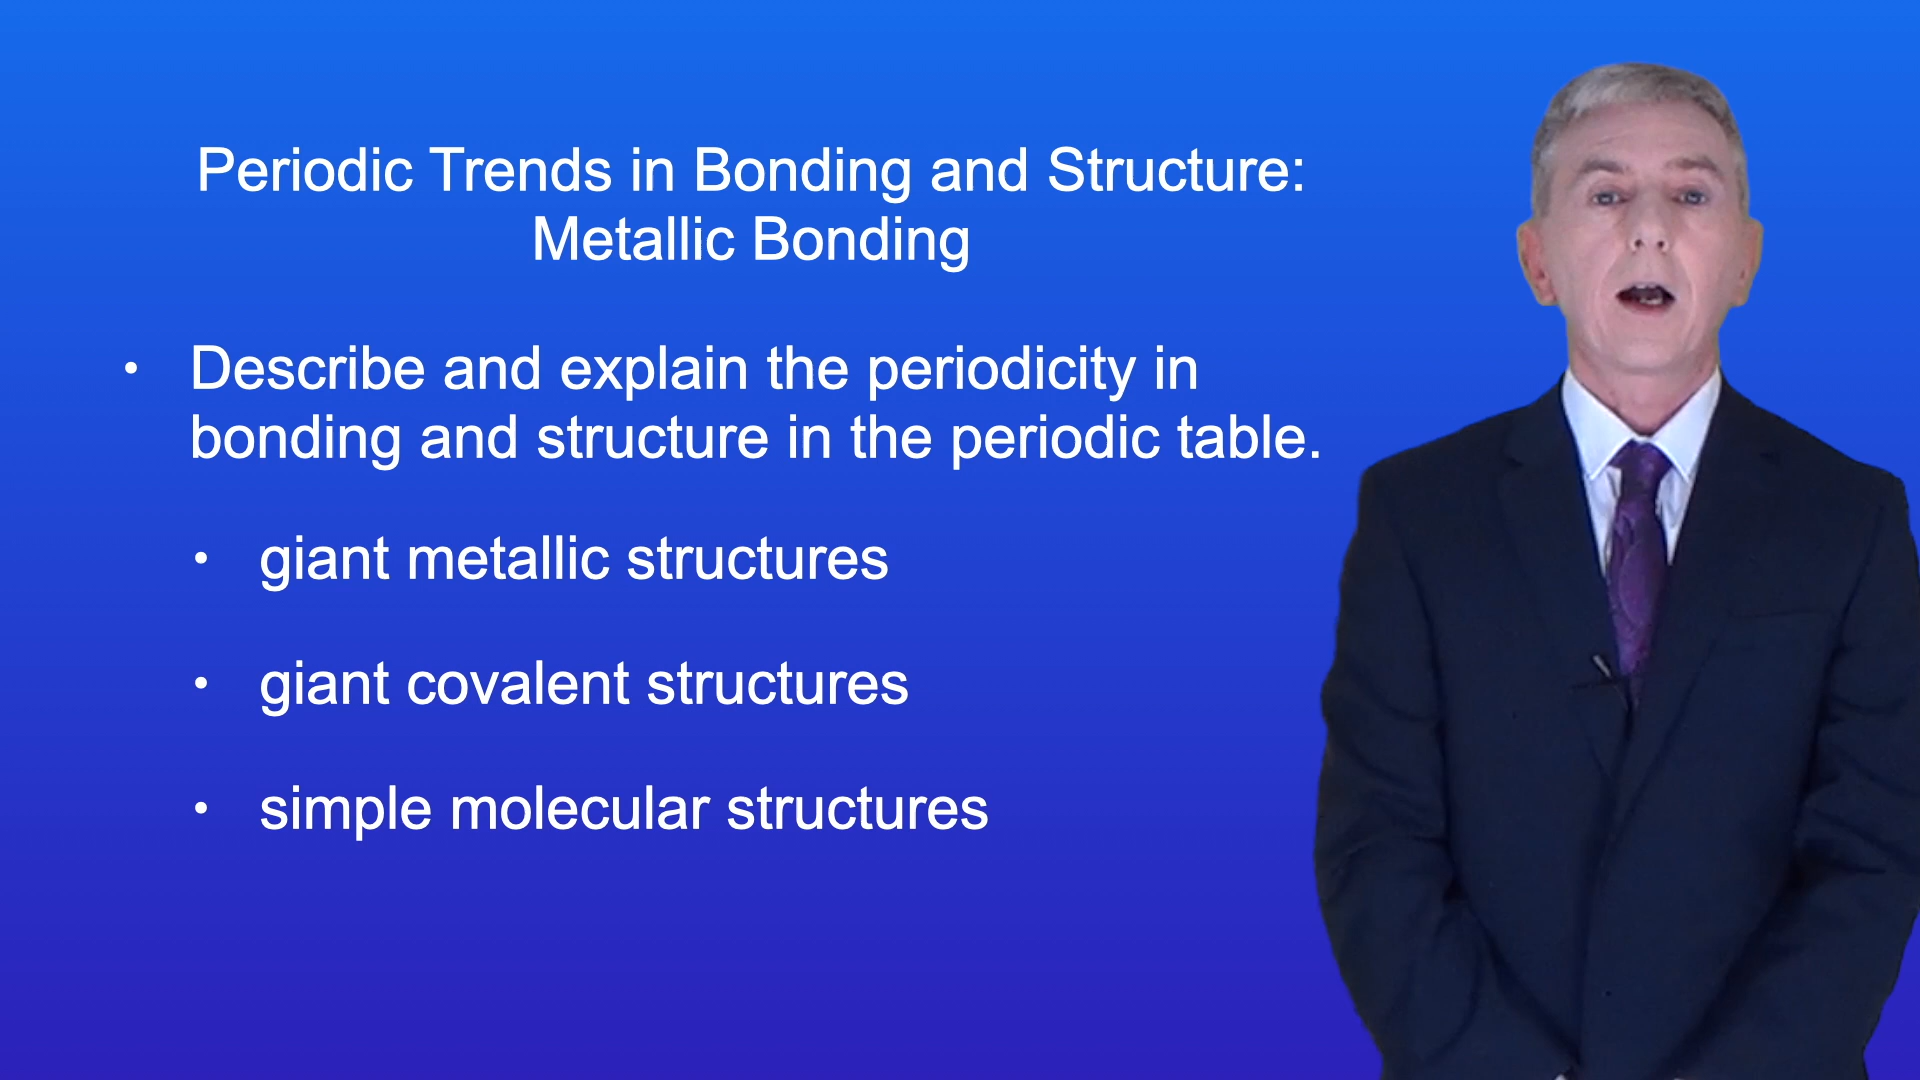 Periodic Trends in Bonding and Structure:
Metallic Bonding
• Describe and explain the periodicity in
bonding and structure in the periodic table.
• giant metallic structures
• giant covalent structures
• simple molecular structures